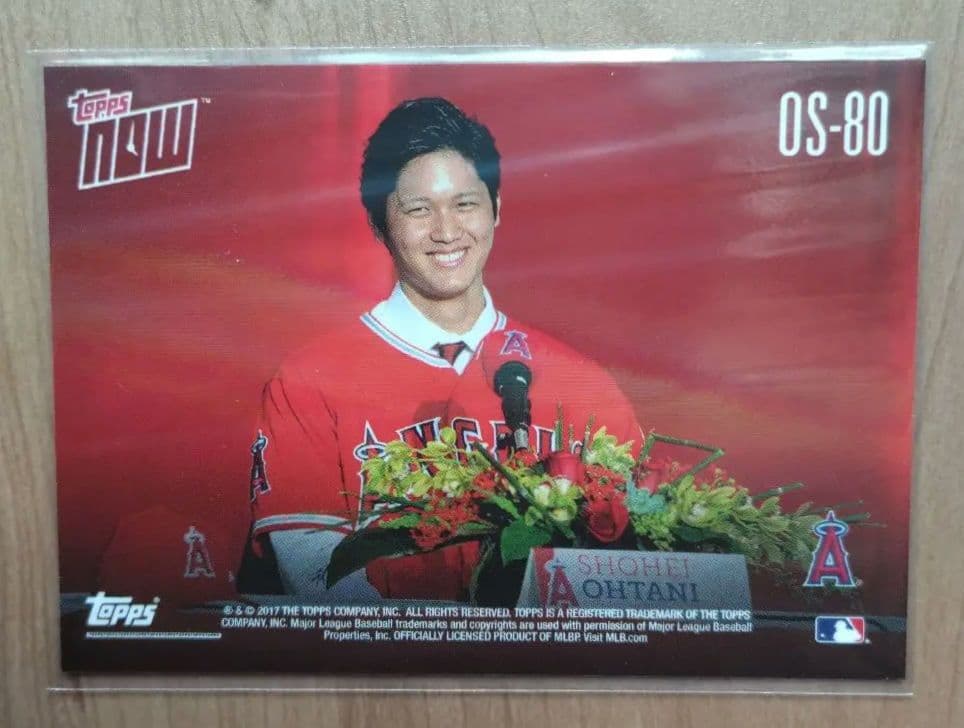 Topps
NOW™
OS-80
A
ANGEL
A
A
A
SHOHEI
A OHTANI
Topps
® & © 2017 THE TOPPS COMPANY, INC. ALL RIGHTS RESERVED. TOPPS IS A REGISTERED TRADEMARK OF THE TOPPS
COMPANY, INC. Major League Baseball trademarks and copyrights are used with permission of Major League Baseball
Properties, Inc. OFFICIALLY LICENSED PRODUCT OF MLBP. Visit MLB.com